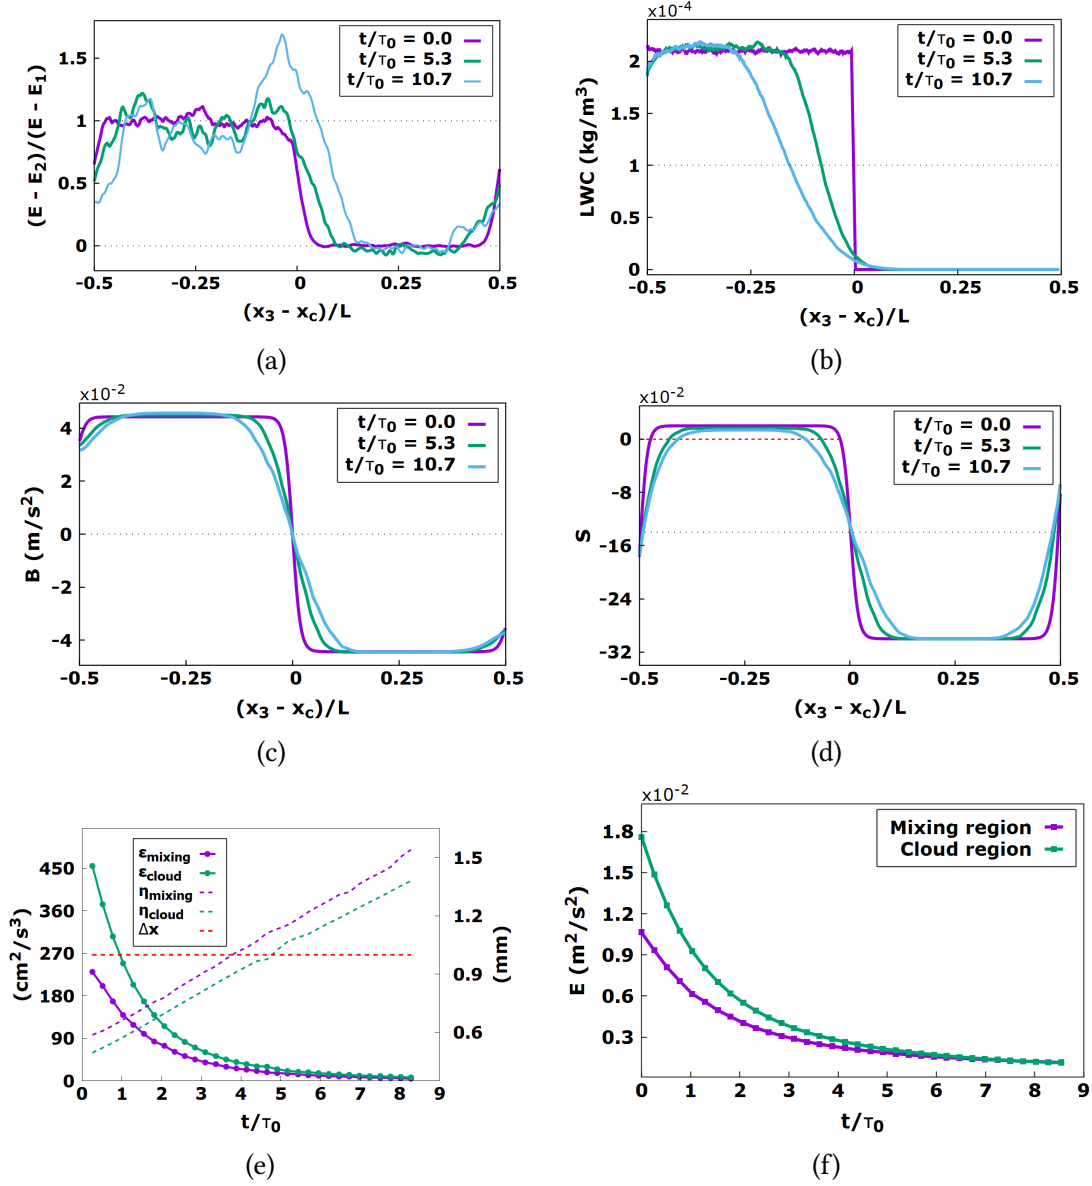 t/τ0 = 0.0
t/τ0 = 5.3
t/τ0 = 10.7
1.5
1
0.5
0
(E - E2)/(E - E1)
-0.5 -0.25 0 0.25 0.5
(x3 - xc)/L
(a)
x10-4
t/τ0 = 0.0
t/τ0 = 5.3
t/τ0 = 10.7
2
1
0.5
0
LWC (kg/m3)
-0.5 -0.25 0 0.25 0.5
(x3 - xc)/L
(b)
x10-2
t/τ0 = 0.0
t/τ0 = 5.3
t/τ0 = 10.7
4
2
0
-2
-4
B (m/s2)
-0.5 -0.25 0 0.25 0.5
(x3 - xc)/L
(c)
x10-2
t/τ0 = 0.0
t/τ0 = 5.3
t/τ0 = 10.7
0
-8
-16
-24
-32
S
-0.5 -0.25 0 0.25 0.5
(x3 - xc)/L
(d)
εmixing
εcloud
ηmixing
ηcloud
Δx
450
360
270
180
90
0
(cm2/s3)
1.5
1.2
0.9
0.6
(mm)
0 1 2 3 4 5 6 7 8 9
t/τ0
(e)
x10-2
Mixing region
Cloud region
1.8
1.5
1.2
0.9
0.6
0.3
E (m2/s2)
0 1 2 3 4 5 6 7 8 9
t/τ0
(f)